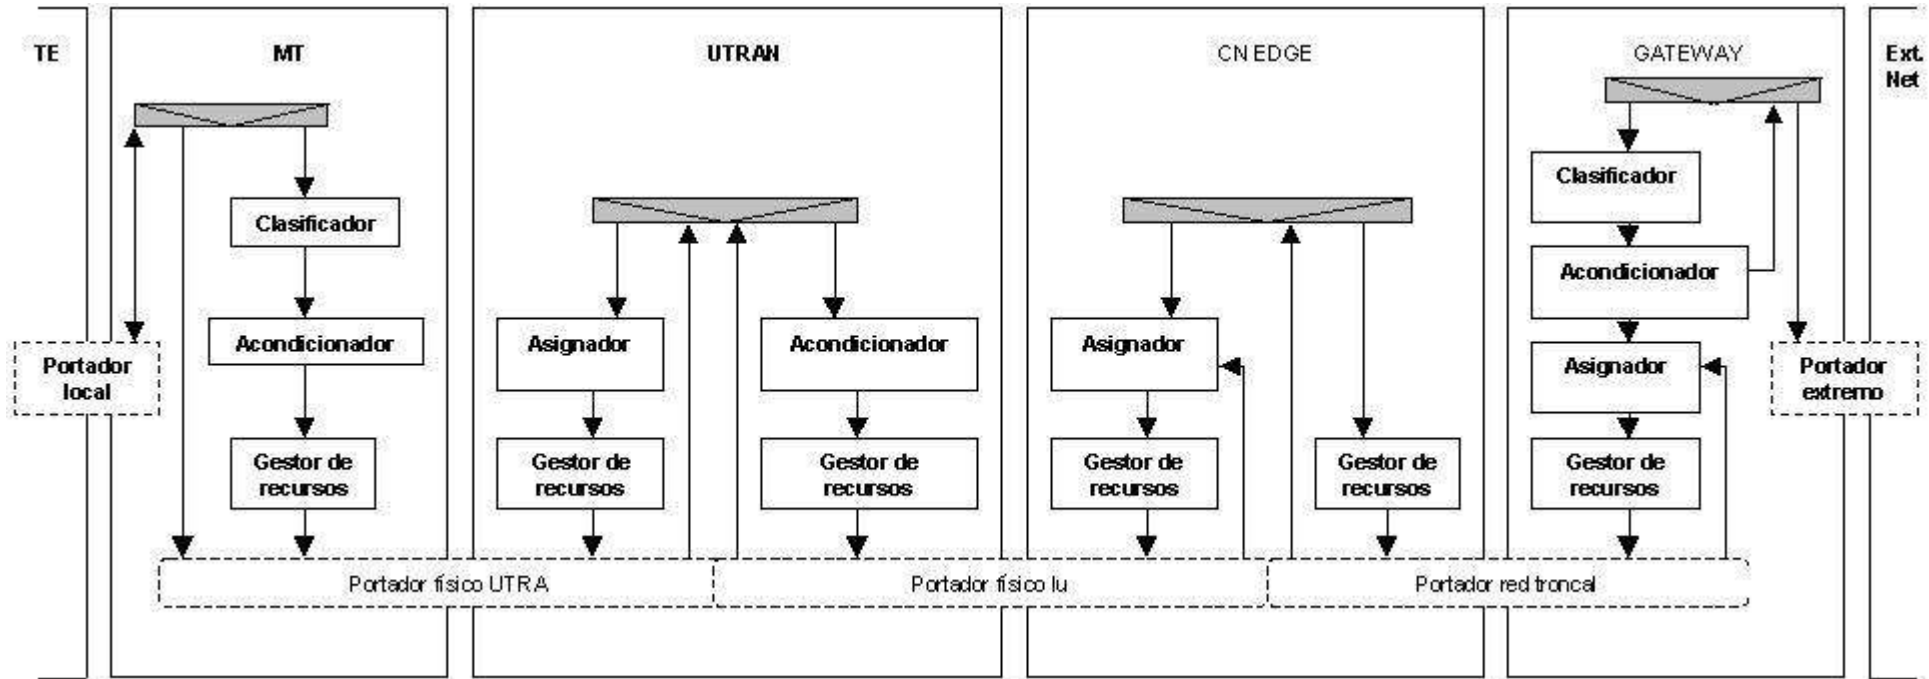 TE
MT
UTRAN
CN EDGE
GATEWAY
Ext.
Net
Clasificador
Acondicionador
Gestor de
recursos
Portador
local
Asignador
Gestor de
recursos
Acondicionador
Gestor de
recursos
Asignador
Gestor de
recursos
Gestor de
recursos
Clasificador
Acondicionador
Asignador
Gestor de
recursos
Portador
extremo
Portador físico UTRA
Portador físico Iu
Portador red troncal